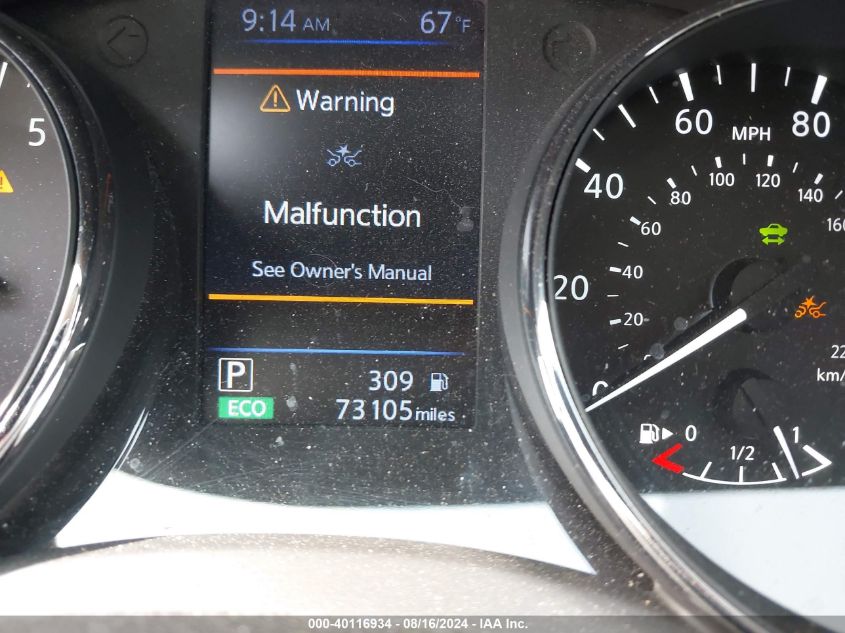 9:14 AM 67°F
Warning
Malfunction
See Owner's Manual
P 309
ECO 73105 miles
5
60 MPH 80
40 100 120 140
80 160
60
40
20
20
0
km/
0 1/2 1
000-40116934 - 08/16/2024 - IAA Inc.